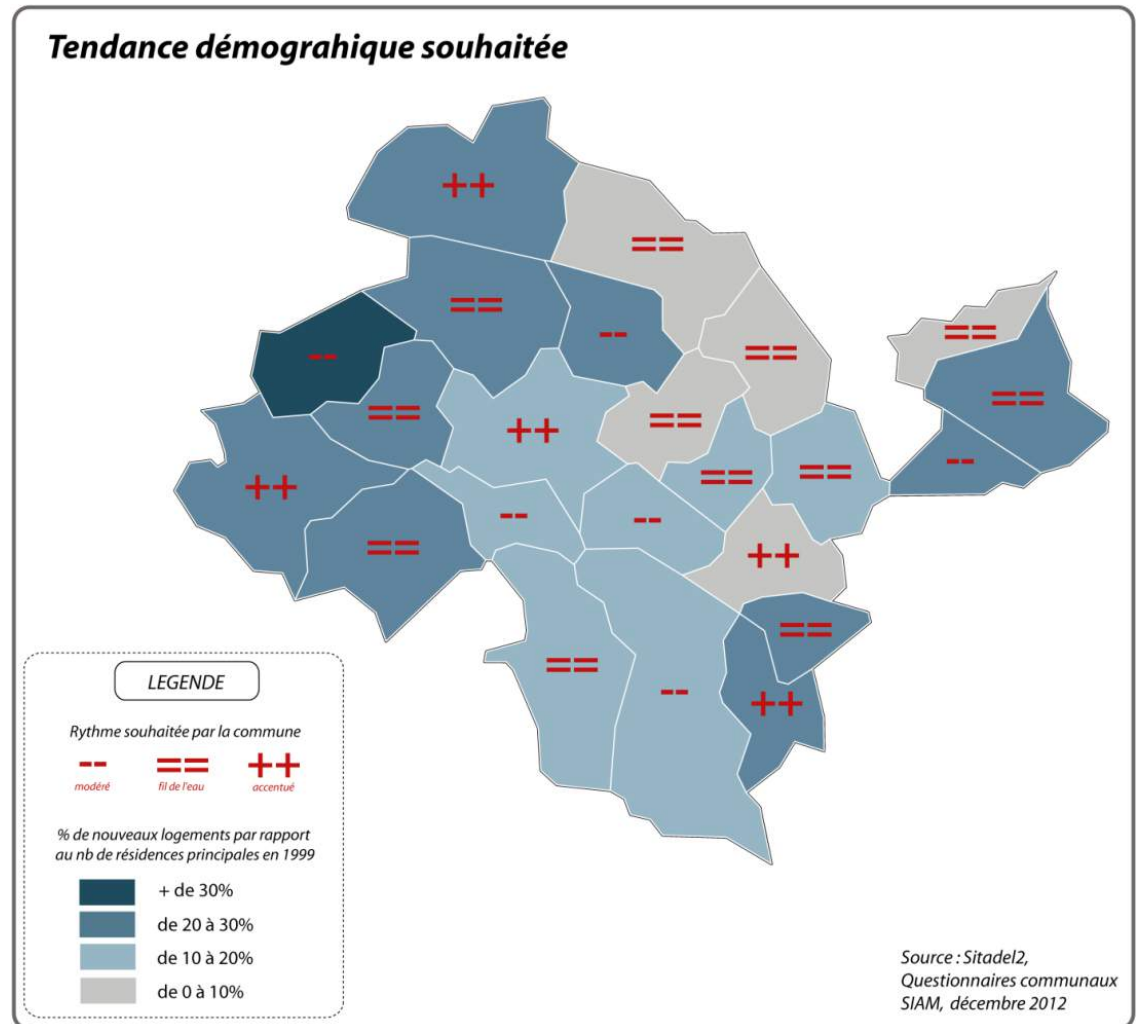 Tendance démograhique souhaitée
++
==
==
--
==
--
==
==
==
++
==
++
==
==
--
--
--
==
++
==
==
--
++
LEGENDE
Rythme souhaitée par la commune
-- == ++
modéré fil de l'eau accentué
% de nouveaux logements par rapport
au nb de résidences principales en 1999
+ de 30%
de 20 à 30%
de 10 à 20%
de 0 à 10%
Source : Sitadel2,
Questionnaires communaux
SIAM, décembre 2012